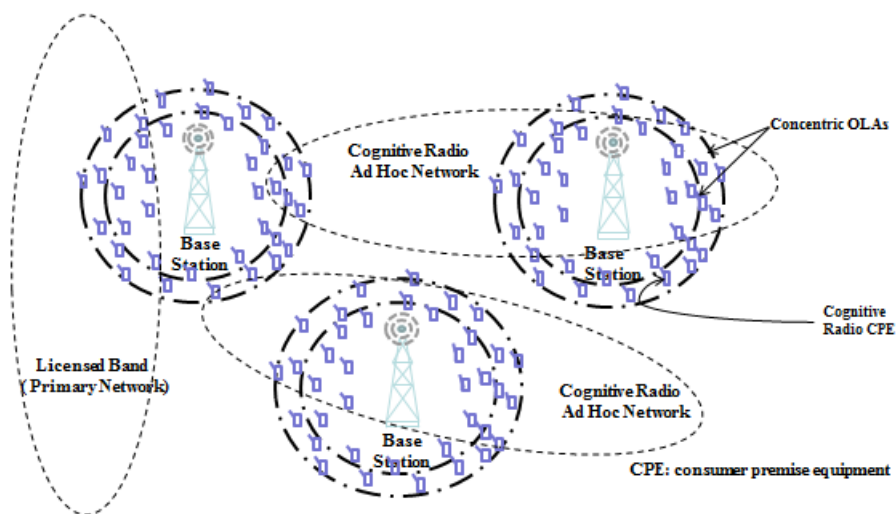 Cognitive Radio
Ad Hoc Network
Concentric OLAs
Base
Station
Base
Station
Cognitive
Radio CPE
Licensed Band
( Primary Network)
Cognitive Radio
Ad Hoc Network
Base
Station
CPE: consumer premise equipment